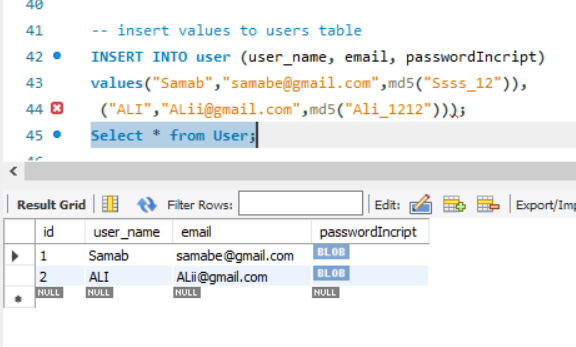 40
41 -- insert values to users table
42 INSERT INTO user (user_name, email, passwordIncript)
43 values("Samab","samabe@gmail.com",md5("Ssss_12")),
44 ("ALI","ALii@gmail.com",md5("Ali_1212")));
45 Select * from User;
Result Grid Filter Rows: Edit: Export/Imp
id user_name email passwordIncript
1 Samab samabe@gmail.com BLOB
2 ALI ALii@gmail.com BLOB
NULL NULL NULL NULL